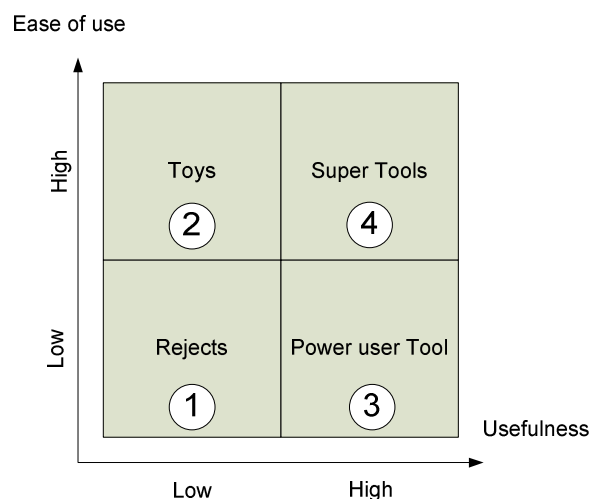 Ease of use
High
Toys
Super Tools
2
4
Low
Rejects
Power user Tool
1
3
Usefulness
Low
High